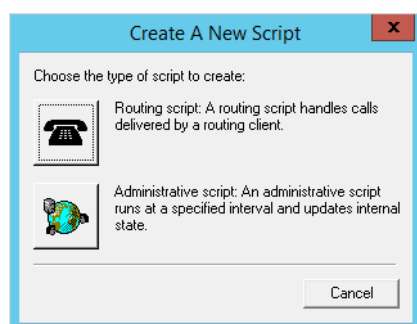 Create A New Script
x
Choose the type of script to create:
Routing script: A routing script handles calls
delivered by a routing client.
Administrative script: An administrative script
runs at a specified interval and updates internal
state.
Cancel